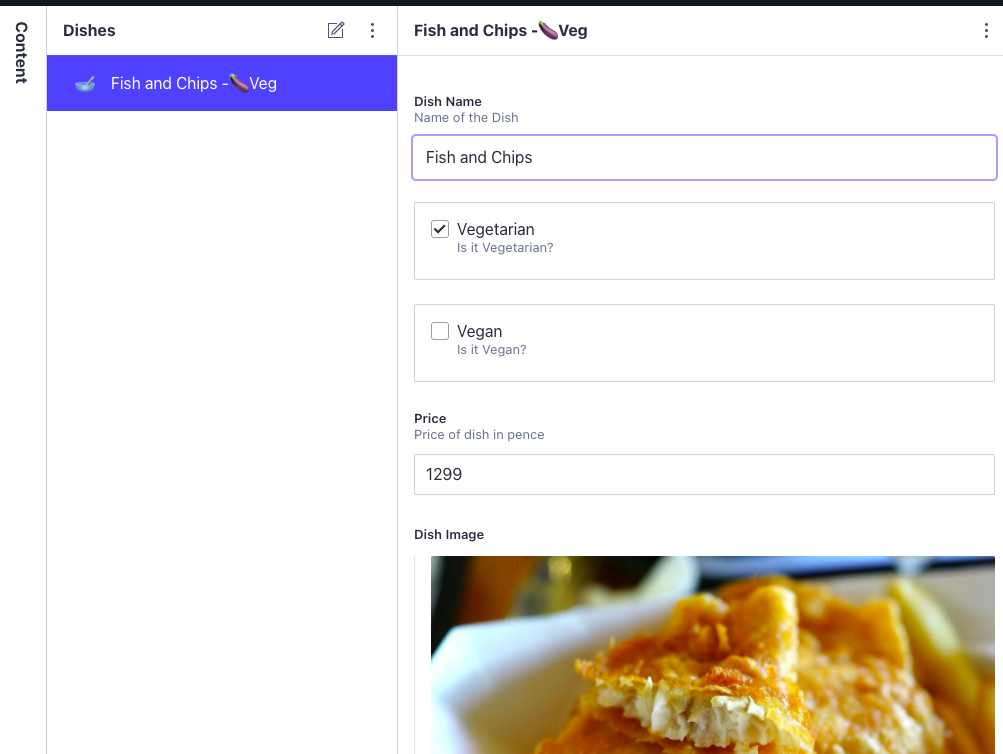 Content
Dishes
Fish and Chips -🍆Veg
Fish and Chips -🍆Veg
Dish Name
Name of the Dish
Fish and Chips
Vegetarian
Is it Vegetarian?
Vegan
Is it Vegan?
Price
Price of dish in pence
1299
Dish Image